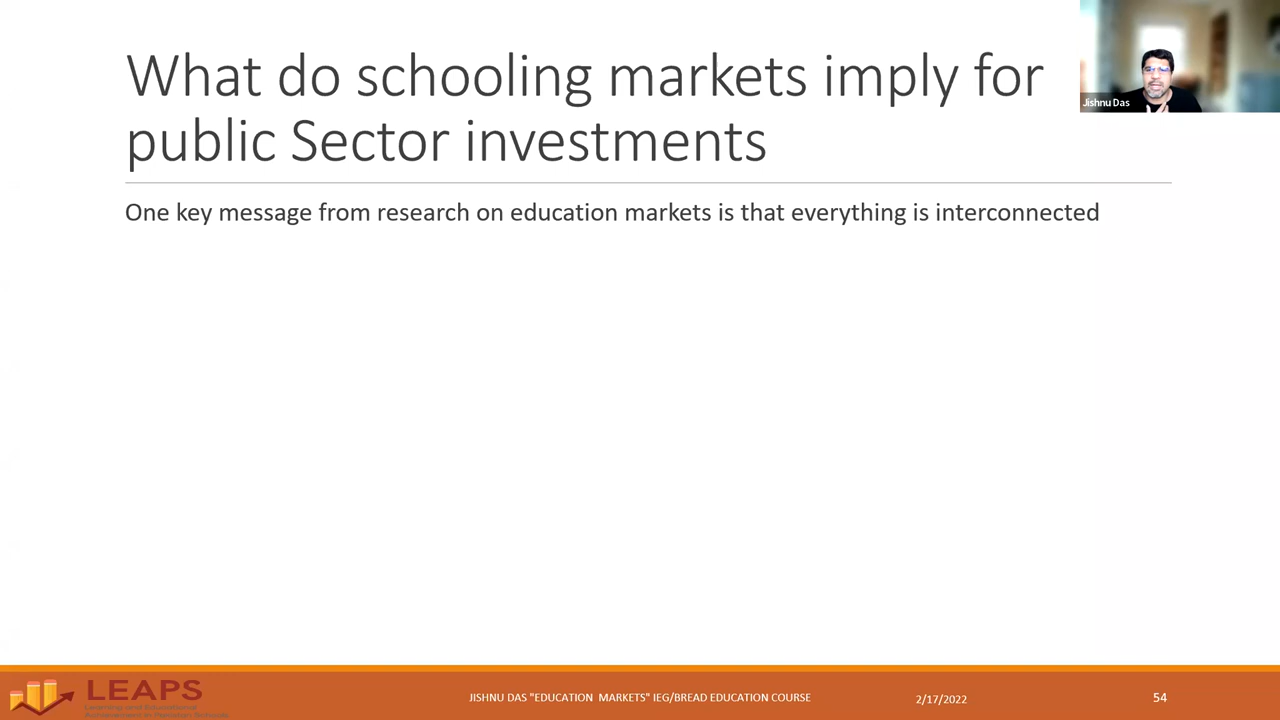 What do schooling markets imply for
public Sector investments
Jishnu Das
One key message from research on education markets is that everything is interconnected
LEAPS
Learning and Educational
Achievement in Pakistan Schools
JISHNU DAS "EDUCATION MARKETS" IEG/BREAD EDUCATION COURSE
2/17/2022
54